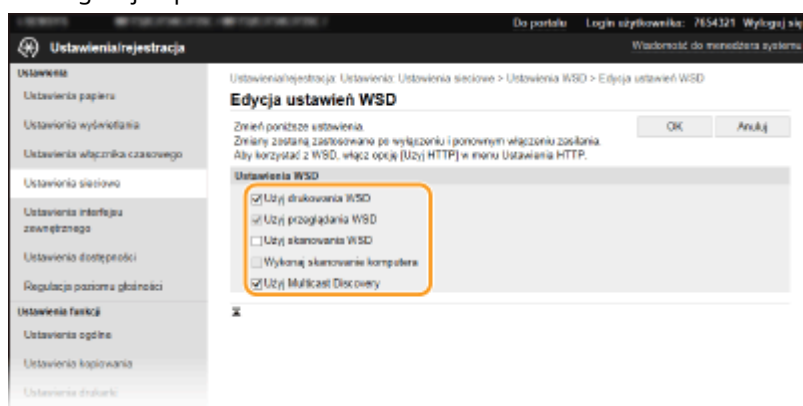 Do portalu Login użytkownika: 7654321 Wyloguj się
Ustawienia/rejestracja
Wiadomość do menedżera systemu
Ustawienia
Ustawienia papieru
Ustawienia wyświetlania
Ustawienia włącznika czasowego
Ustawienia sieciowe
Ustawienia interfejsu
zewnętrznego
Ustawienia dostępności
Regulacja poziomu głośności
Ustawienia funkcji
Ustawienia ogólne
Ustawienia kopiowania
Ustawienia drukarki
Ustawienia/rejestracja: Ustawienia: Ustawienia sieciowe > Ustawienia WSD > Edycja ustawień WSD
Edycja ustawień WSD
Zmień poniższe ustawienia.
Zmiany zostaną zastosowane po wyłączeniu i ponownym włączeniu zasilania.
Aby korzystać z WSD, włącz opcję [Użyj HTTP] w menu Ustawienia HTTP.
OK Anuluj
Ustawienia WSD
Użyj drukowania WSD
Użyj przeglądania WSD
Użyj skanowania WSD
Wykonaj skanowanie komputera
Użyj Multicast Discovery